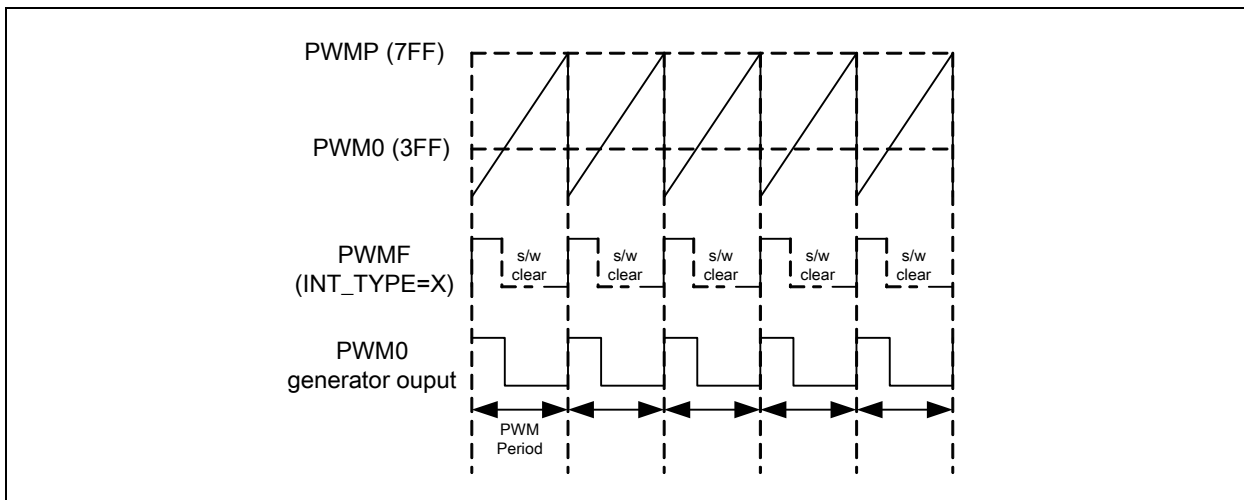 PWMP (7FF)
PWM0 (3FF)
PWMF
(INT_TYPE=X)
s/w
clear
s/w
clear
s/w
clear
s/w
clear
s/w
clear
PWM0
generator ouput
PWM
Period